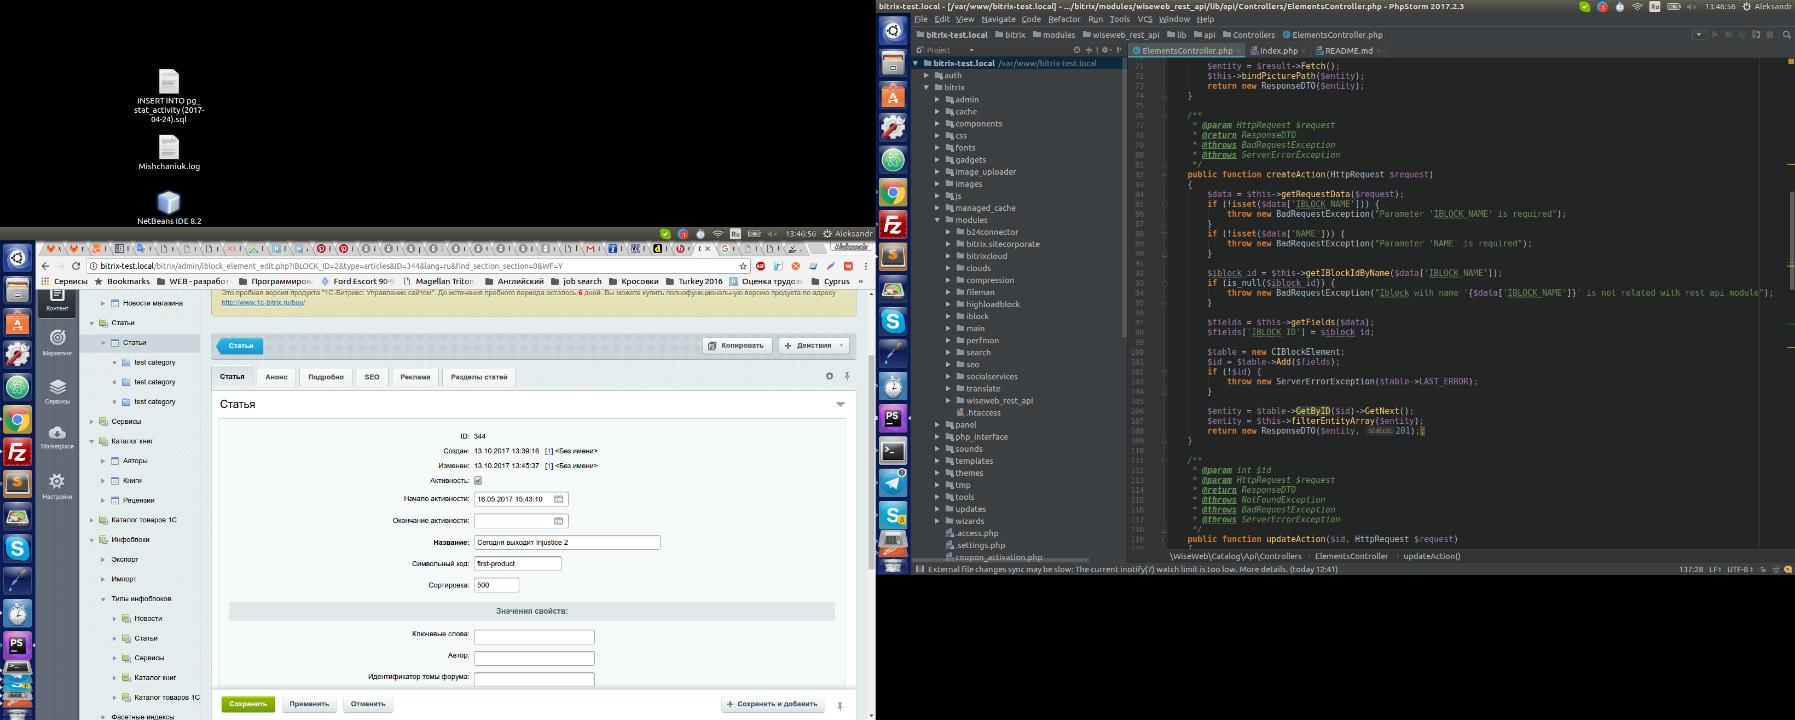 INSERT INTO pg_
stat_activity (2017-
04-24).sql
Mishchaniuk.log
NetBeans IDE 8.2
Ru 13:46:56 Aleksandr
bitrix-test.local/bitrix/admin/iblock_element_edit.php?IBLOCK_ID=2&type=articles&ID=344&lang=ru&find_section_section=0&WF=Y
Сервисы Bookmarks WEB - разработ Программиро Ford Escort 90-9 Magellan Triton Английский job search Кросовки Turkey 2016 Оценка трудоза Cyprus
Контент
Маркетинг
Сервисы
Marketplace
Настройки
Новости магазина
Статьи
Статьи
test category
test category
test category
Сервисы
Каталог книг
Авторы
Книги
Рецензии
Каталог товаров 1С
Инфоблоки
Экспорт
Импорт
Типы инфоблоков
Новости
Статьи
Сервисы
Каталог книг
Каталог товаров 1С
Фасетные индексы
Это пробная версия продукта "1С-Битрикс: Управление сайтом". До истечения пробного периода осталось 6 дней. Вы можете купить полнофункциональную версию продукта по адресу
http://www.1c-bitrix.ru/buy/
Статьи
Копировать
Действия
Статья Анонс Подробно SEO Реклама Разделы статей
Статья
ID: 344
Создан: 13.10.2017 13:39:16 [1] <Без имени>
Изменен: 13.10.2017 13:45:37 [1] <Без имени>
Активность:
Начало активности: 16.05.2017 15:43:10
Окончание активности:
Название: Сегодня выходит Injustice 2
Символьный код: first-product
Сортировка: 500
Значения свойств:
Ключевые слова:
Автор:
Идентификатор темы форума:
Сохранить Применить Отменить Сохранить и добавить
bitrix-test.local - [/var/www/bitrix-test.local] - .../bitrix/modules/wiseweb_rest_api/lib/api/Controllers/ElementsController.php - PhpStorm 2017.2.3
Ru 13:46:56 Aleksandr
File Edit View Navigate Code Refactor Run Tools VCS Window Help
bitrix-test.local bitrix modules wiseweb_rest_api lib api Controllers ElementsController.php
Project
ElementsController.php index.php README.md
bitrix-test.local /var/www/bitrix-test.local
auth
bitrix
admin
cache
components
css
fonts
gadgets
image_uploader
images
js
managed_cache
modules
b24connector
bitrix.sitecorporate
bitrixcloud
clouds
compression
fileman
highloadblock
iblock
main
perfmon
search
seo
socialservices
translate
wiseweb_rest_api
.htaccess
panel
php_interface
sounds
templates
themes
tmp
tools
updates
wizards
.access.php
.settings.php
coupon_activation.php
71 $entity = $result->Fetch();
72 $this->bindPicturePath($entity);
73 return new ResponseDTO($entity);
74 }
75
76 /**
77 * @param HttpRequest $request
78 * @return ResponseDTO
79 * @throws BadRequestException
80 * @throws ServerErrorException
81 */
82 public function createAction(HttpRequest $request)
83 {
84 $data = $this->getRequestData($request);
85 if (!isset($data['IBLOCK_NAME'])) {
86 throw new BadRequestException("Parameter 'IBLOCK_NAME' is required");
87 }
88 if (!isset($data['NAME'])) {
89 throw new BadRequestException("Parameter 'NAME' is required");
90 }
91
92 $iblock_id = $this->getIBlockIdByName($data['IBLOCK_NAME']);
93 if (is_null($iblock_id)) {
94 throw new BadRequestException("Iblock with name '{$data['IBLOCK_NAME']}' is not related with rest api module");
95 }
96
97 $fields = $this->getFields($data);
98 $fields['IBLOCK_ID'] = $iblock_id;
99
100 $table = new CIBlockElement;
101 $id = $table->Add($fields);
102 if (!$id) {
103 throw new ServerErrorException($table->LAST_ERROR);
104 }
105
106 $entity = $table->GetByID($id)->GetNext();
107 $entity = $this->filterEntityArray($entity);
108 return new ResponseDTO($entity, status: 201);
109 }
110
111 /**
112 * @param int $id
113 * @param HttpRequest $request
114 * @return ResponseDTO
115 * @throws NotFoundException
116 * @throws BadRequestException
117 * @throws ServerErrorException
118 */
119 public function updateAction($id, HttpRequest $request)
\WiseWeb\Catalog\Api\Controllers ElementsController updateAction()
External file changes sync may be slow: The current inotify(7) watch limit is too low. More details. (today 12:41)
137:28 LF UTF-8